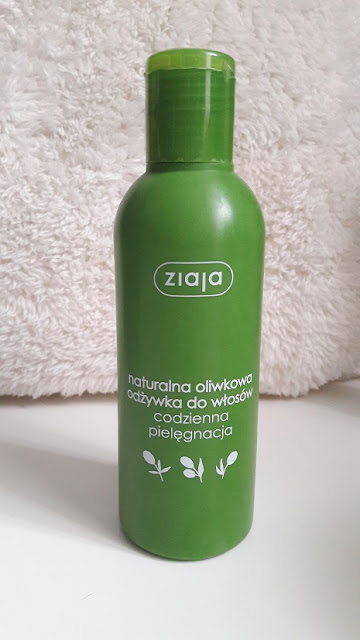 ziaja
naturalna oliwkowa
odżywka do włosów
codzienna
pielęgnacja